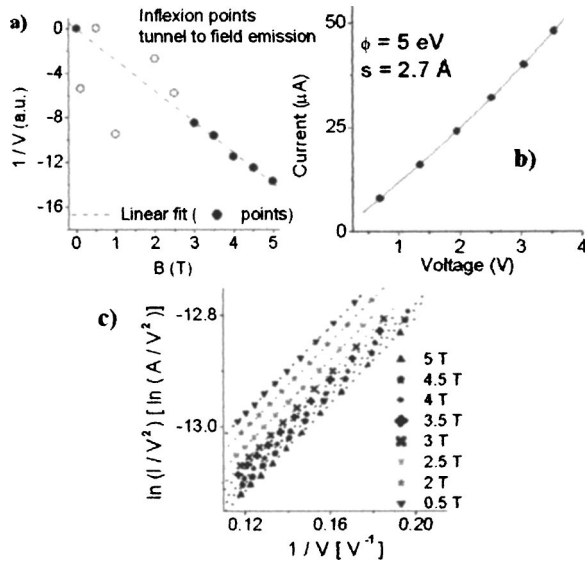 a)
Inflexion points
tunnel to field emission
1 / V (a.u.)
0
-4
-8
-12
-16
Linear fit ( ● points)
0 1 2 3 4 5
B (T)
Current (μA)
50
25
0
ϕ = 5 eV
s = 2.7 Å
b)
1 2 3 4
Voltage (V)
c)
ln (I / V²) [ ln ( A / V²)]
-12.8
-13.0
5 T
4.5 T
4 T
3.5 T
3 T
2.5 T
2 T
0.5 T
0.12 0.16 0.20
1 / V [ V⁻¹]